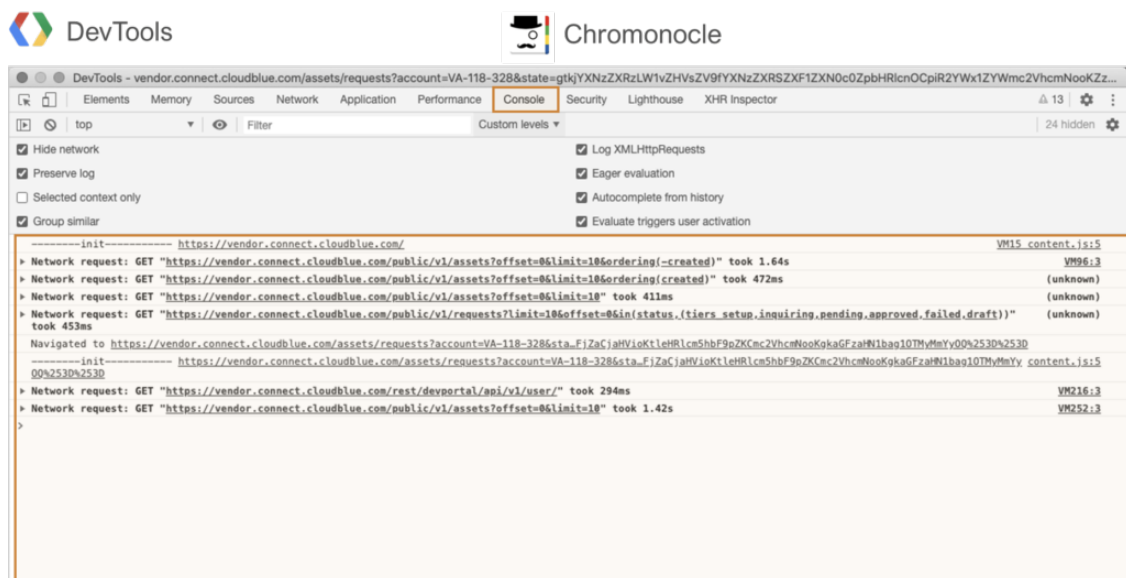 DevTools
Chromonocle
DevTools - vendor.connect.cloudblue.com/assets/requests?account=VA-118-328&state=gtkjYXNzZXRzLW1vZHVsZV9fYXNzZXRSZXF1ZXN0c0ZpbHRlcnOCpiR2YWx1ZYWmc2VhcmNooKZz...
Elements Memory Sources Network Application Performance Console Security Lighthouse XHR Inspector 13
top Filter Custom levels 24 hidden
Hide network Log XMLHttpRequests
Preserve log Eager evaluation
Selected context only Autocomplete from history
Group similar Evaluate triggers user activation
--------init----------- https://vendor.connect.cloudblue.com/ VM15 content.js:5
Network request: GET "https://vendor.connect.cloudblue.com/public/v1/assets?offset=0&limit=10&ordering(-created)" took 1.64s VM96:3
Network request: GET "https://vendor.connect.cloudblue.com/public/v1/assets?offset=0&limit=10&ordering(created)" took 472ms (unknown)
Network request: GET "https://vendor.connect.cloudblue.com/public/v1/assets?offset=0&limit=10" took 411ms (unknown)
Network request: GET "https://vendor.connect.cloudblue.com/public/v1/requests?limit=10&offset=0&in(status,(tiers_setup,inquiring,pending,approved,failed,draft))" (unknown)
took 453ms
Navigated to https://vendor.connect.cloudblue.com/assets/requests?account=VA-118-328&sta…FjZaCjaHVioKtleHRlcm5hbF9pZKCmc2VhcmNooKgkaGFzaHN1bag1OTMyMmYyOQ%253D%253D
--------init----------- https://vendor.connect.cloudblue.com/assets/requests?account=VA-118-328&sta…FjZaCjaHVioKtleHRlcm5hbF9pZKCmc2VhcmNooKgkaGFzaHN1bag1OTMyMmYy content.js:5
OQ%253D%253D
Network request: GET "https://vendor.connect.cloudblue.com/rest/devportal/api/v1/user/" took 294ms VM216:3
Network request: GET "https://vendor.connect.cloudblue.com/public/v1/assets?offset=0&limit=10" took 1.42s VM252:3
>